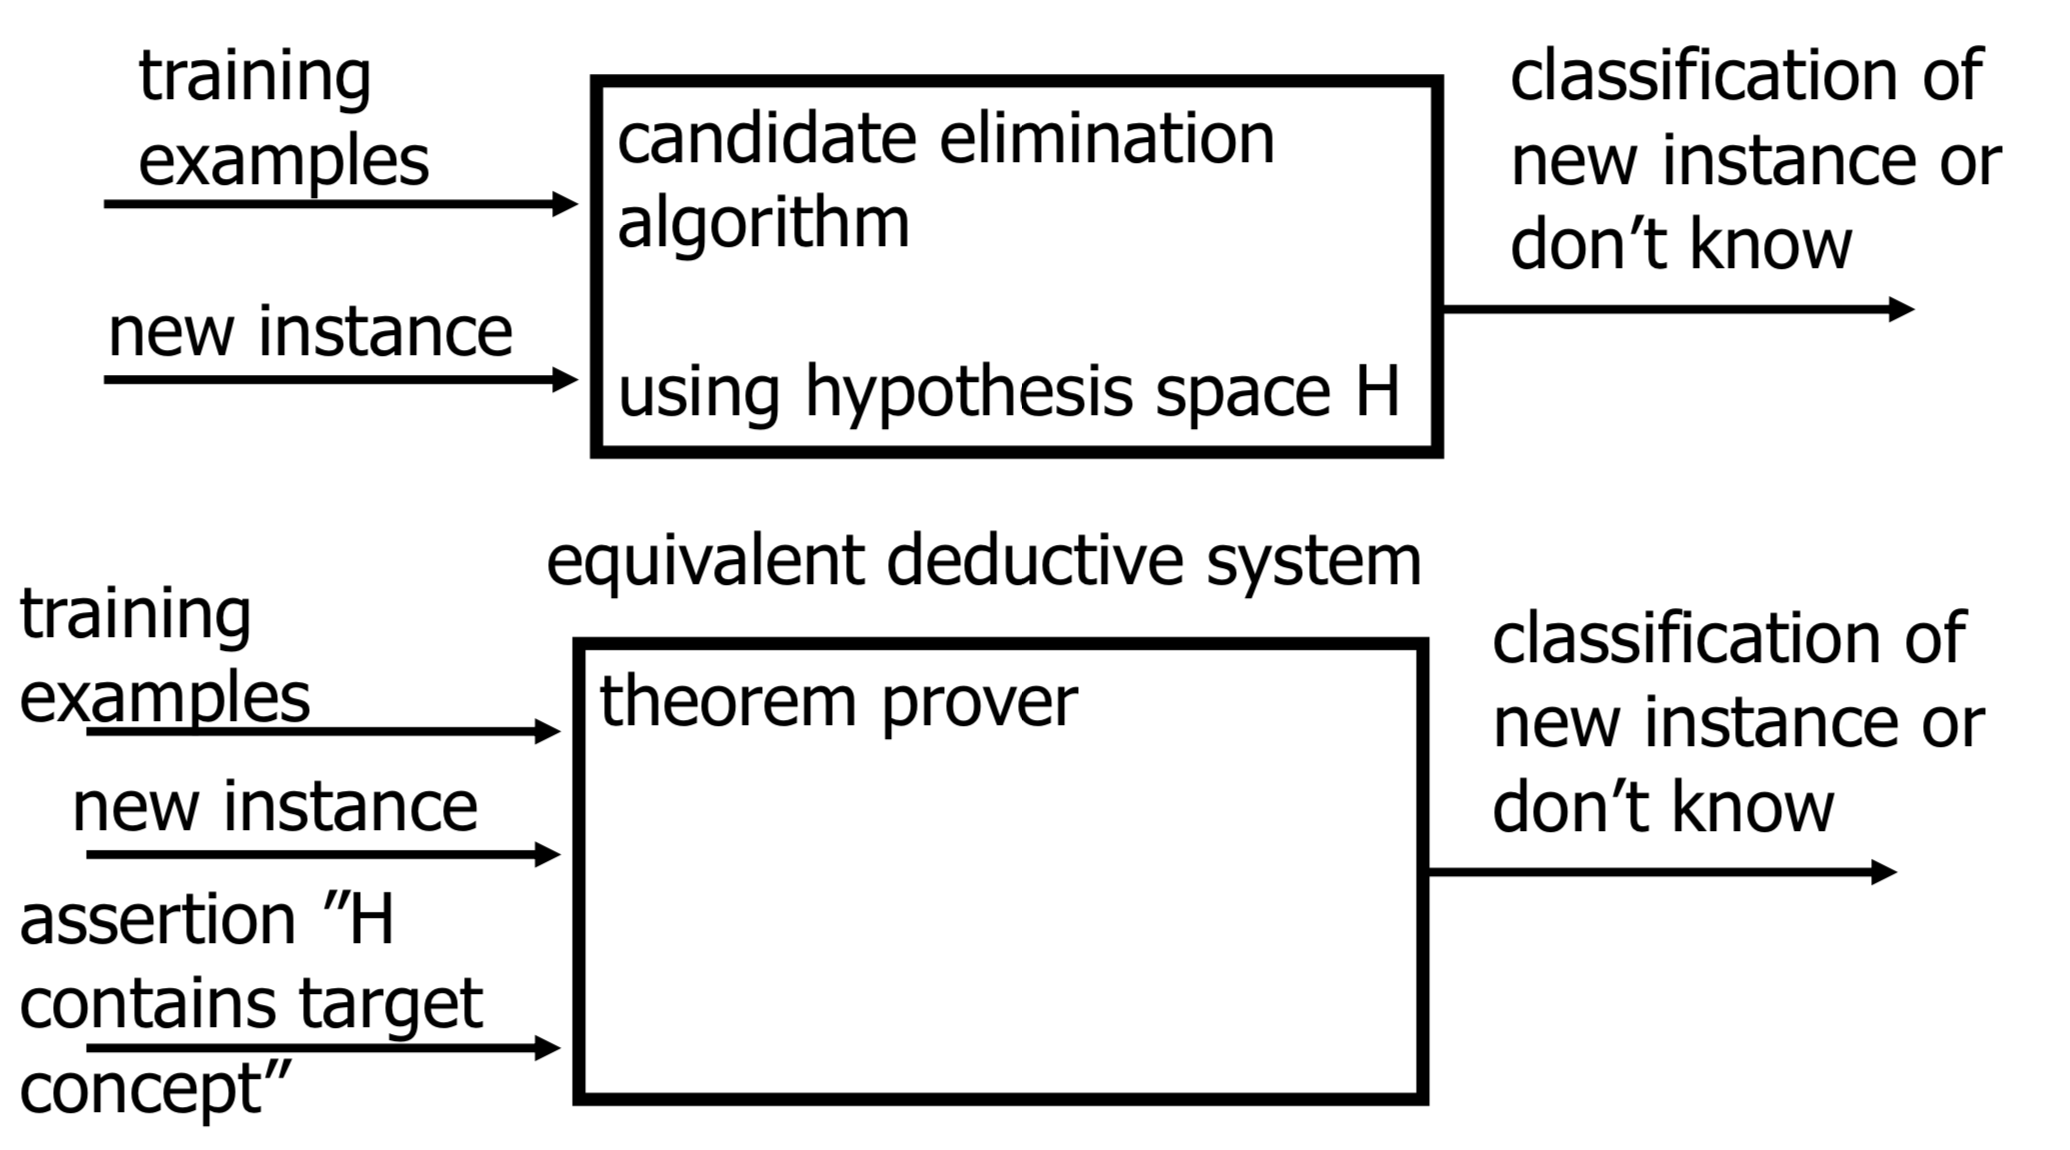 training
examples
new instance
candidate elimination
algorithm
using hypothesis space H
classification of
new instance or
don’t know
equivalent deductive system
training
examples
new instance
assertion ”H
contains target
concept”
theorem prover
classification of
new instance or
don’t know